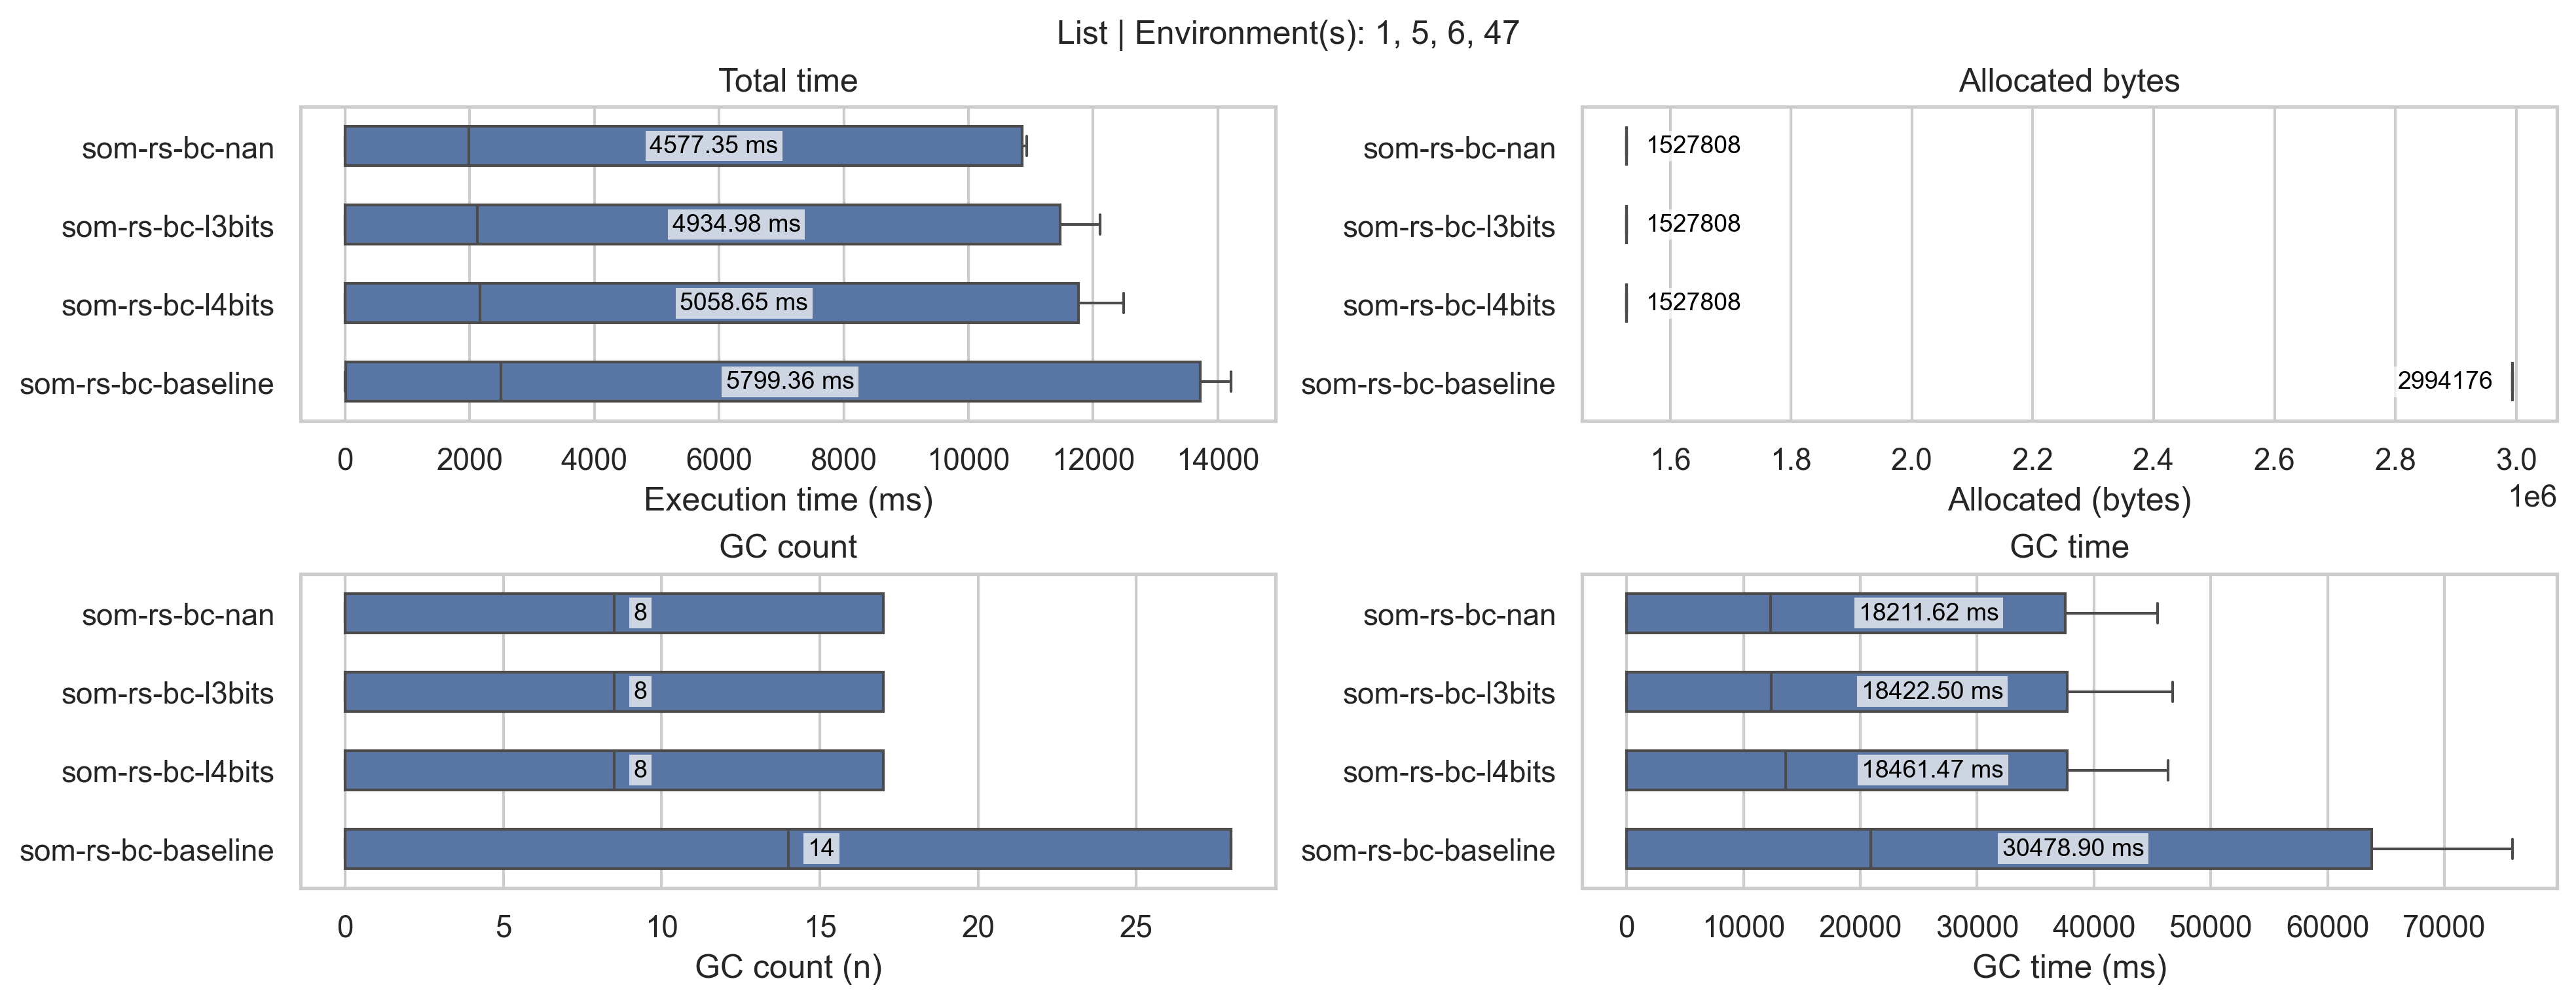 List | Environment(s): 1, 5, 6, 47
Total time
som-rs-bc-nan
4577.35 ms
som-rs-bc-l3bits
4934.98 ms
som-rs-bc-l4bits
5058.65 ms
som-rs-bc-baseline
5799.36 ms
0 2000 4000 6000 8000 10000 12000 14000
Execution time (ms)
Allocated bytes
som-rs-bc-nan
1527808
som-rs-bc-l3bits
1527808
som-rs-bc-l4bits
1527808
som-rs-bc-baseline
2994176
1.6 1.8 2.0 2.2 2.4 2.6 2.8 3.0
1e6
Allocated (bytes)
GC count
som-rs-bc-nan
8
som-rs-bc-l3bits
8
som-rs-bc-l4bits
8
som-rs-bc-baseline
14
0 5 10 15 20 25
GC count (n)
GC time
som-rs-bc-nan
18211.62 ms
som-rs-bc-l3bits
18422.50 ms
som-rs-bc-l4bits
18461.47 ms
som-rs-bc-baseline
30478.90 ms
0 10000 20000 30000 40000 50000 60000 70000
GC time (ms)